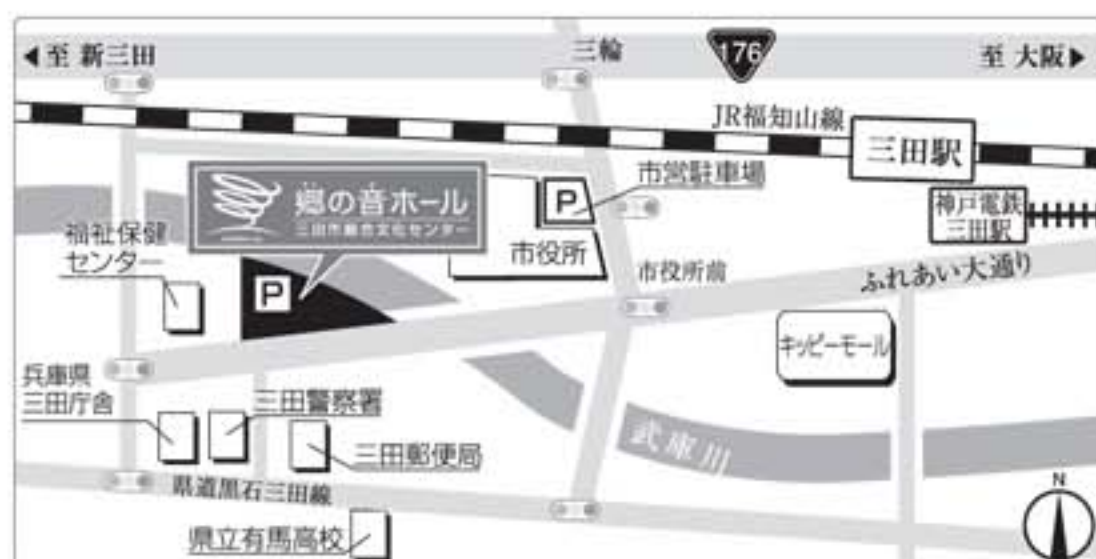 ◀至 新三田
三輪
176
至 大阪▶
JR福知山線
三田駅
郷の音ホール
三田市総合文化センター
P
市営駐車場
神戸電鉄
三田駅
福祉保健
センター
市役所
市役所前
ふれあい大通り
P
キッピーモール
兵庫県
三田庁舎
三田警察署
三田郵便局
武庫川
県道黒石三田線
県立有馬高校
N